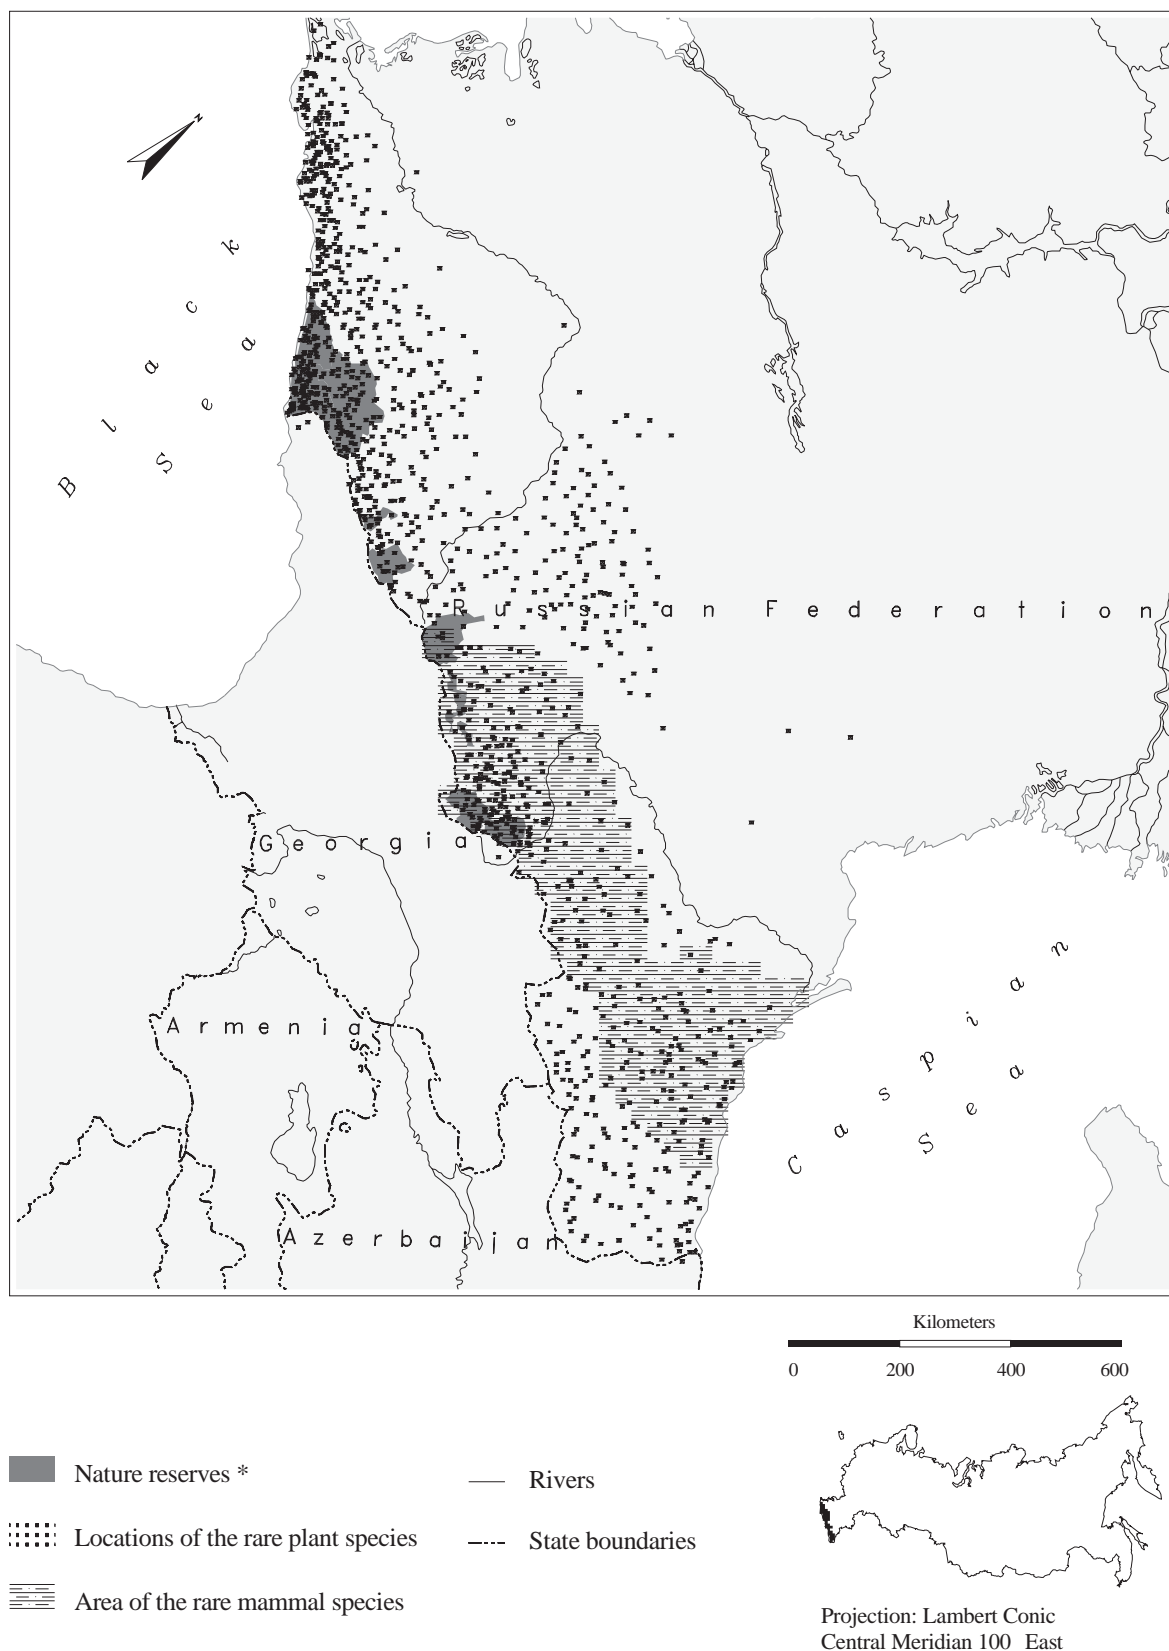 N
Black
Sea
Russian Federation
Georgia
Armenia
Azerbaijan
Caspian
Sea
Kilometers
0 200 400 600
Nature reserves *
Rivers
Locations of the rare plant species
State boundaries
Area of the rare mammal species
Projection: Lambert Conic
Central Meridian 100 East